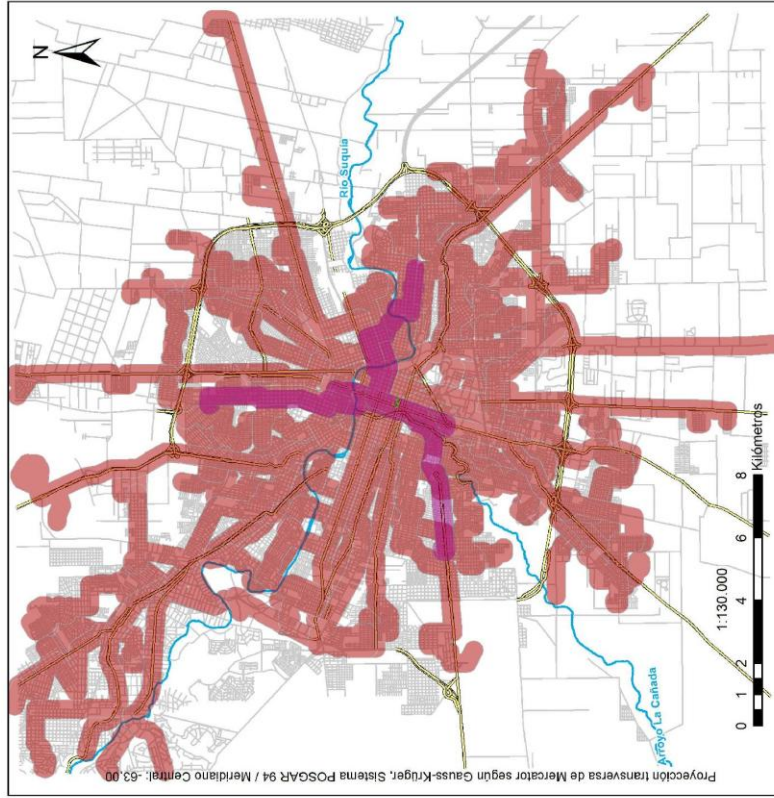 N
Río Suquía
Arroyo La Cañada
1:130.000
0 1 2 4 6 8
Kilómetros
Proyección transversa de Mercator según Gauss-Krüger, Sistema POSGAR 94 / Meridiano Central: -63.00